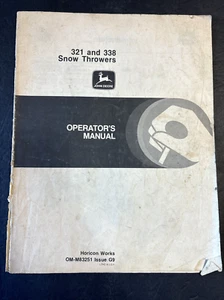 321 and 338
Snow Throwers
JOHN DEERE
OPERATOR'S
MANUAL
Horicon Works
OM-M83251 Issue G9